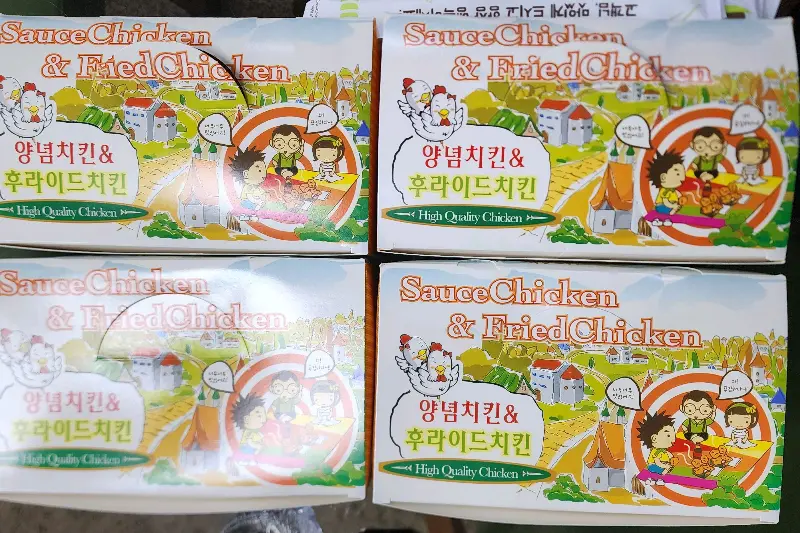 SauceChicken
& FriedChicken
양념치킨&
후라이드치킨
High Quality Chicken
SauceChicken
& FriedChicken
양념치킨&
후라이드치킨
High Quality Chicken
SauceChicken
& FriedChicken
양념치킨&
후라이드치킨
High Quality Chicken
SauceChicken
& FriedChicken
양념치킨&
후라이드치킨
High Quality Chicken